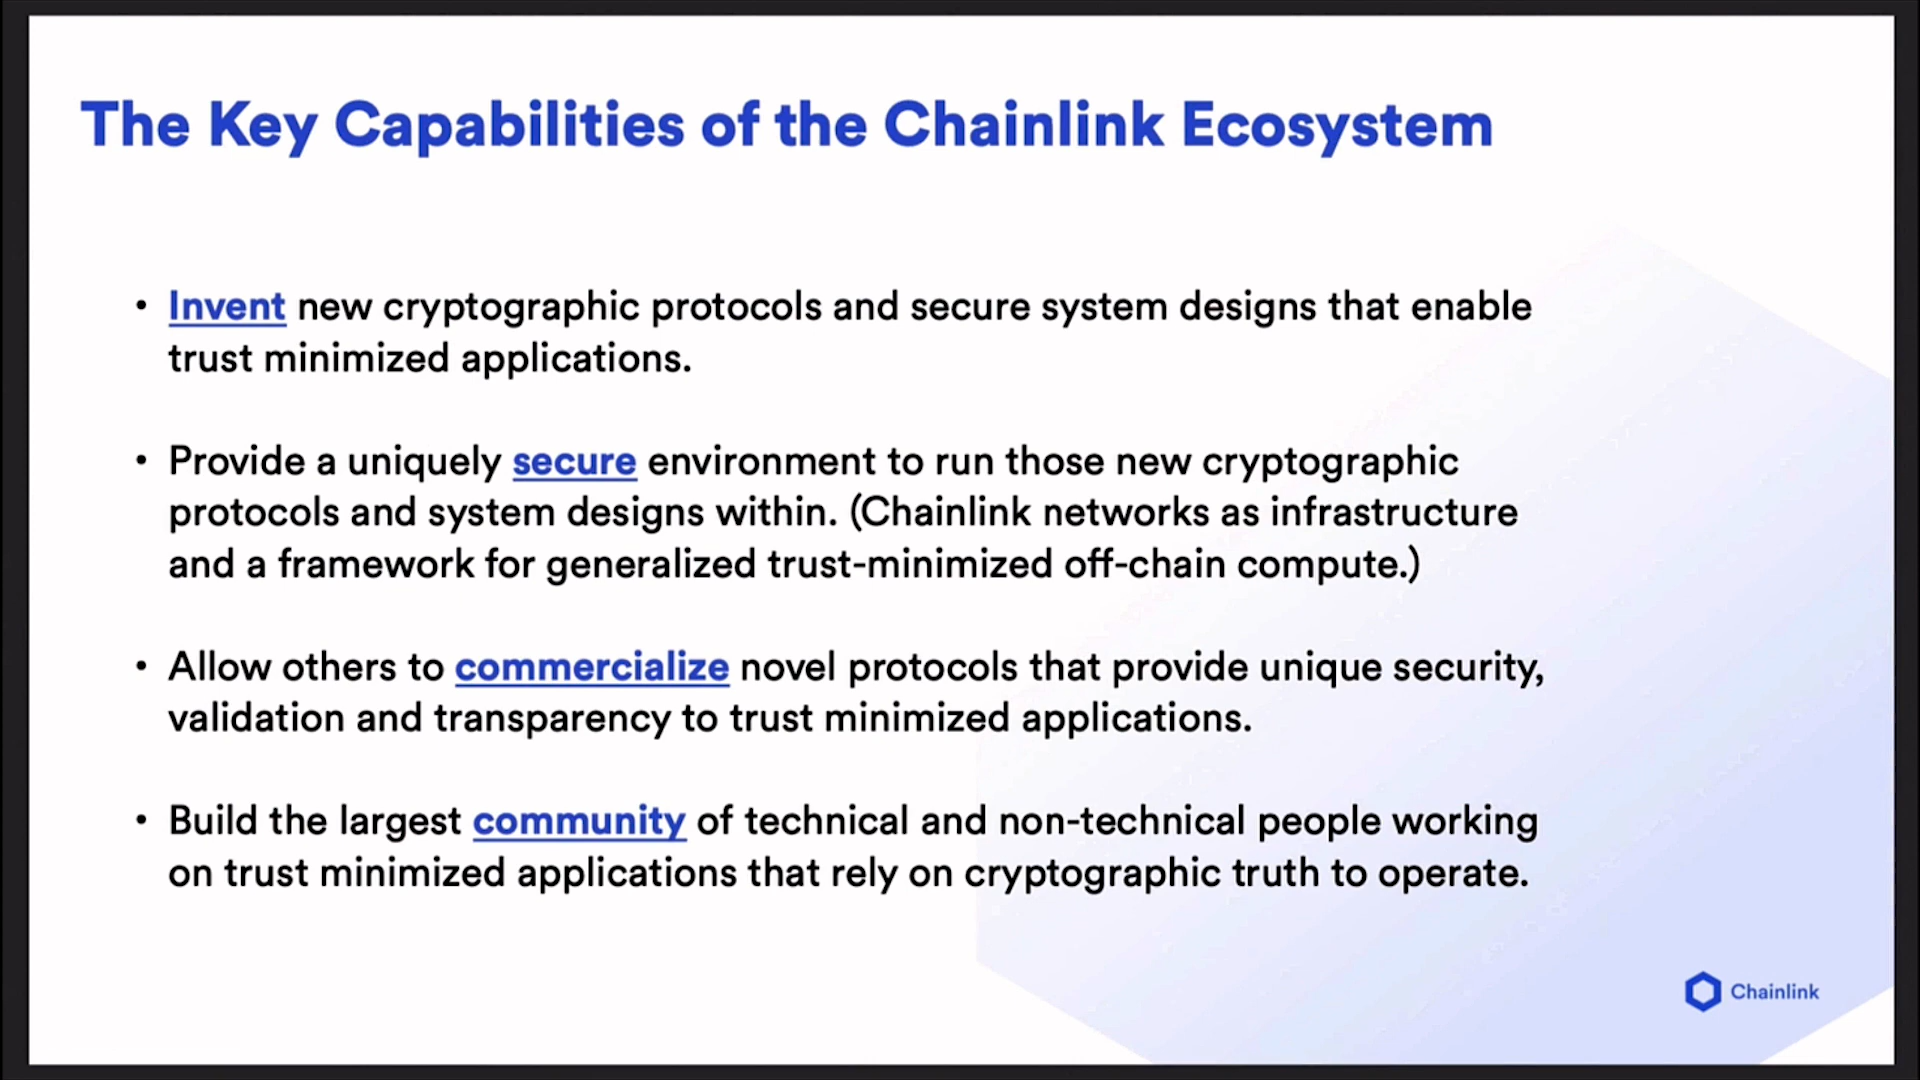 The Key Capabilities of the Chainlink Ecosystem
• Invent new cryptographic protocols and secure system designs that enable
trust minimized applications.
• Provide a uniquely secure environment to run those new cryptographic
protocols and system designs within. (Chainlink networks as infrastructure
and a framework for generalized trust-minimized off-chain compute.)
• Allow others to commercialize novel protocols that provide unique security,
validation and transparency to trust minimized applications.
• Build the largest community of technical and non-technical people working
on trust minimized applications that rely on cryptographic truth to operate.
Chainlink